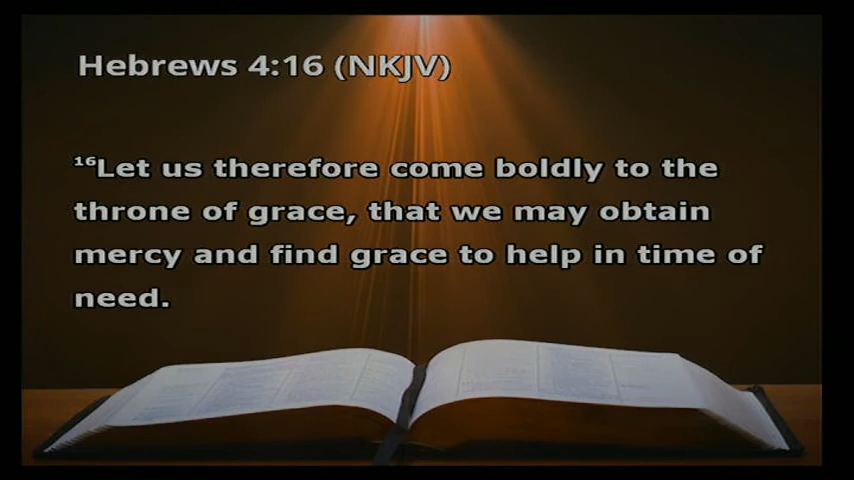 Hebrews 4:16 (NKJV)
¹⁶Let us therefore come boldly to the
throne of grace, that we may obtain
mercy and find grace to help in time of
need.